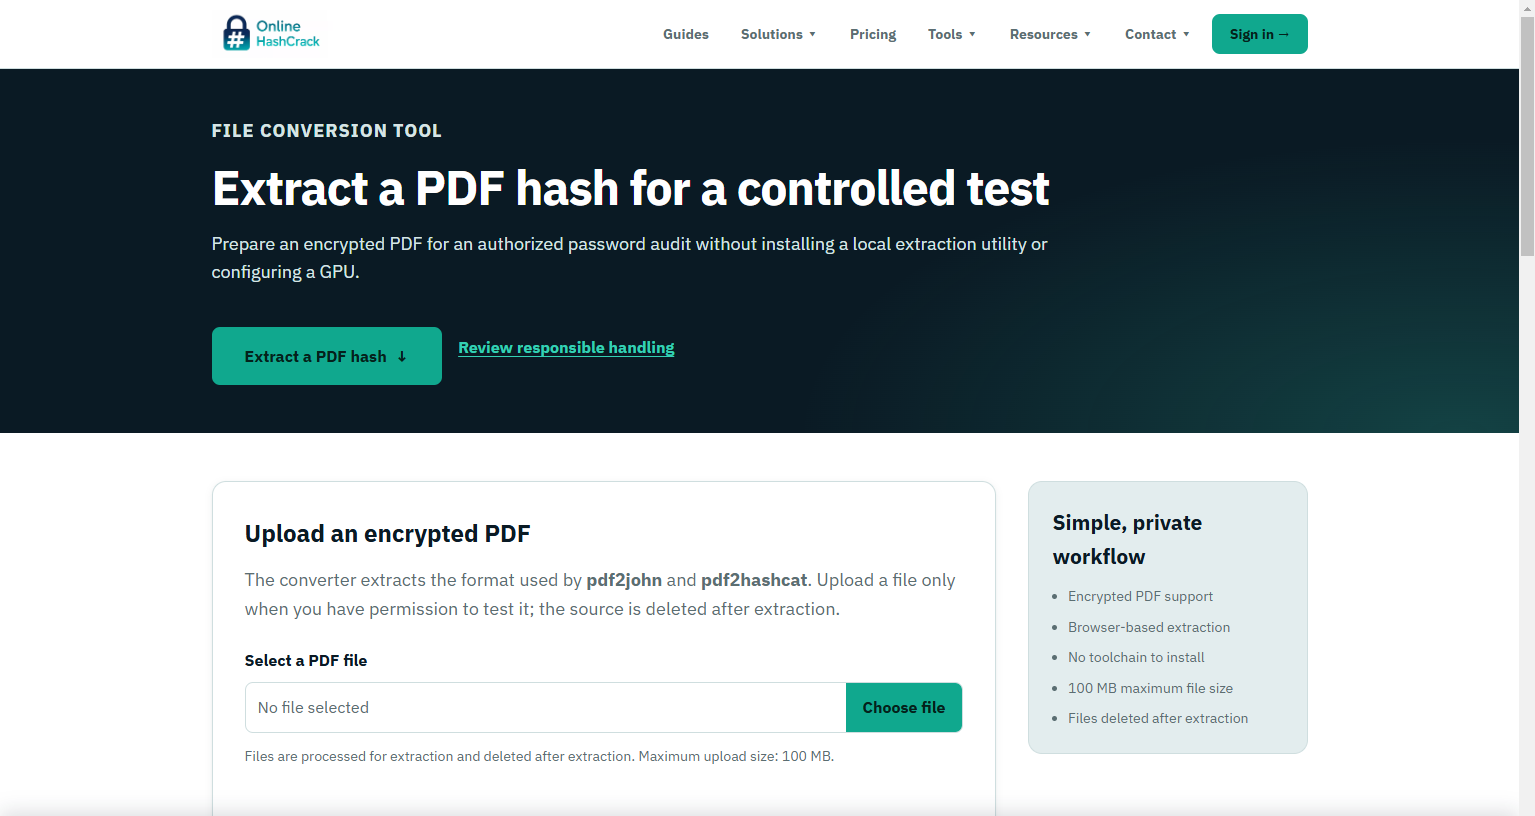 Online
HashCrack
Guides
Solutions
Pricing
Tools
Resources
Contact
Sign in →
FILE CONVERSION TOOL
Extract a PDF hash for a controlled test
Prepare an encrypted PDF for an authorized password audit without installing a local extraction utility or
configuring a GPU.
Extract a PDF hash ↓
Review responsible handling
Upload an encrypted PDF
The converter extracts the format used by pdf2john and pdf2hashcat. Upload a file only
when you have permission to test it; the source is deleted after extraction.
Select a PDF file
No file selected
Choose file
Files are processed for extraction and deleted after extraction. Maximum upload size: 100 MB.
Simple, private
workflow
Encrypted PDF support
Browser-based extraction
No toolchain to install
100 MB maximum file size
Files deleted after extraction